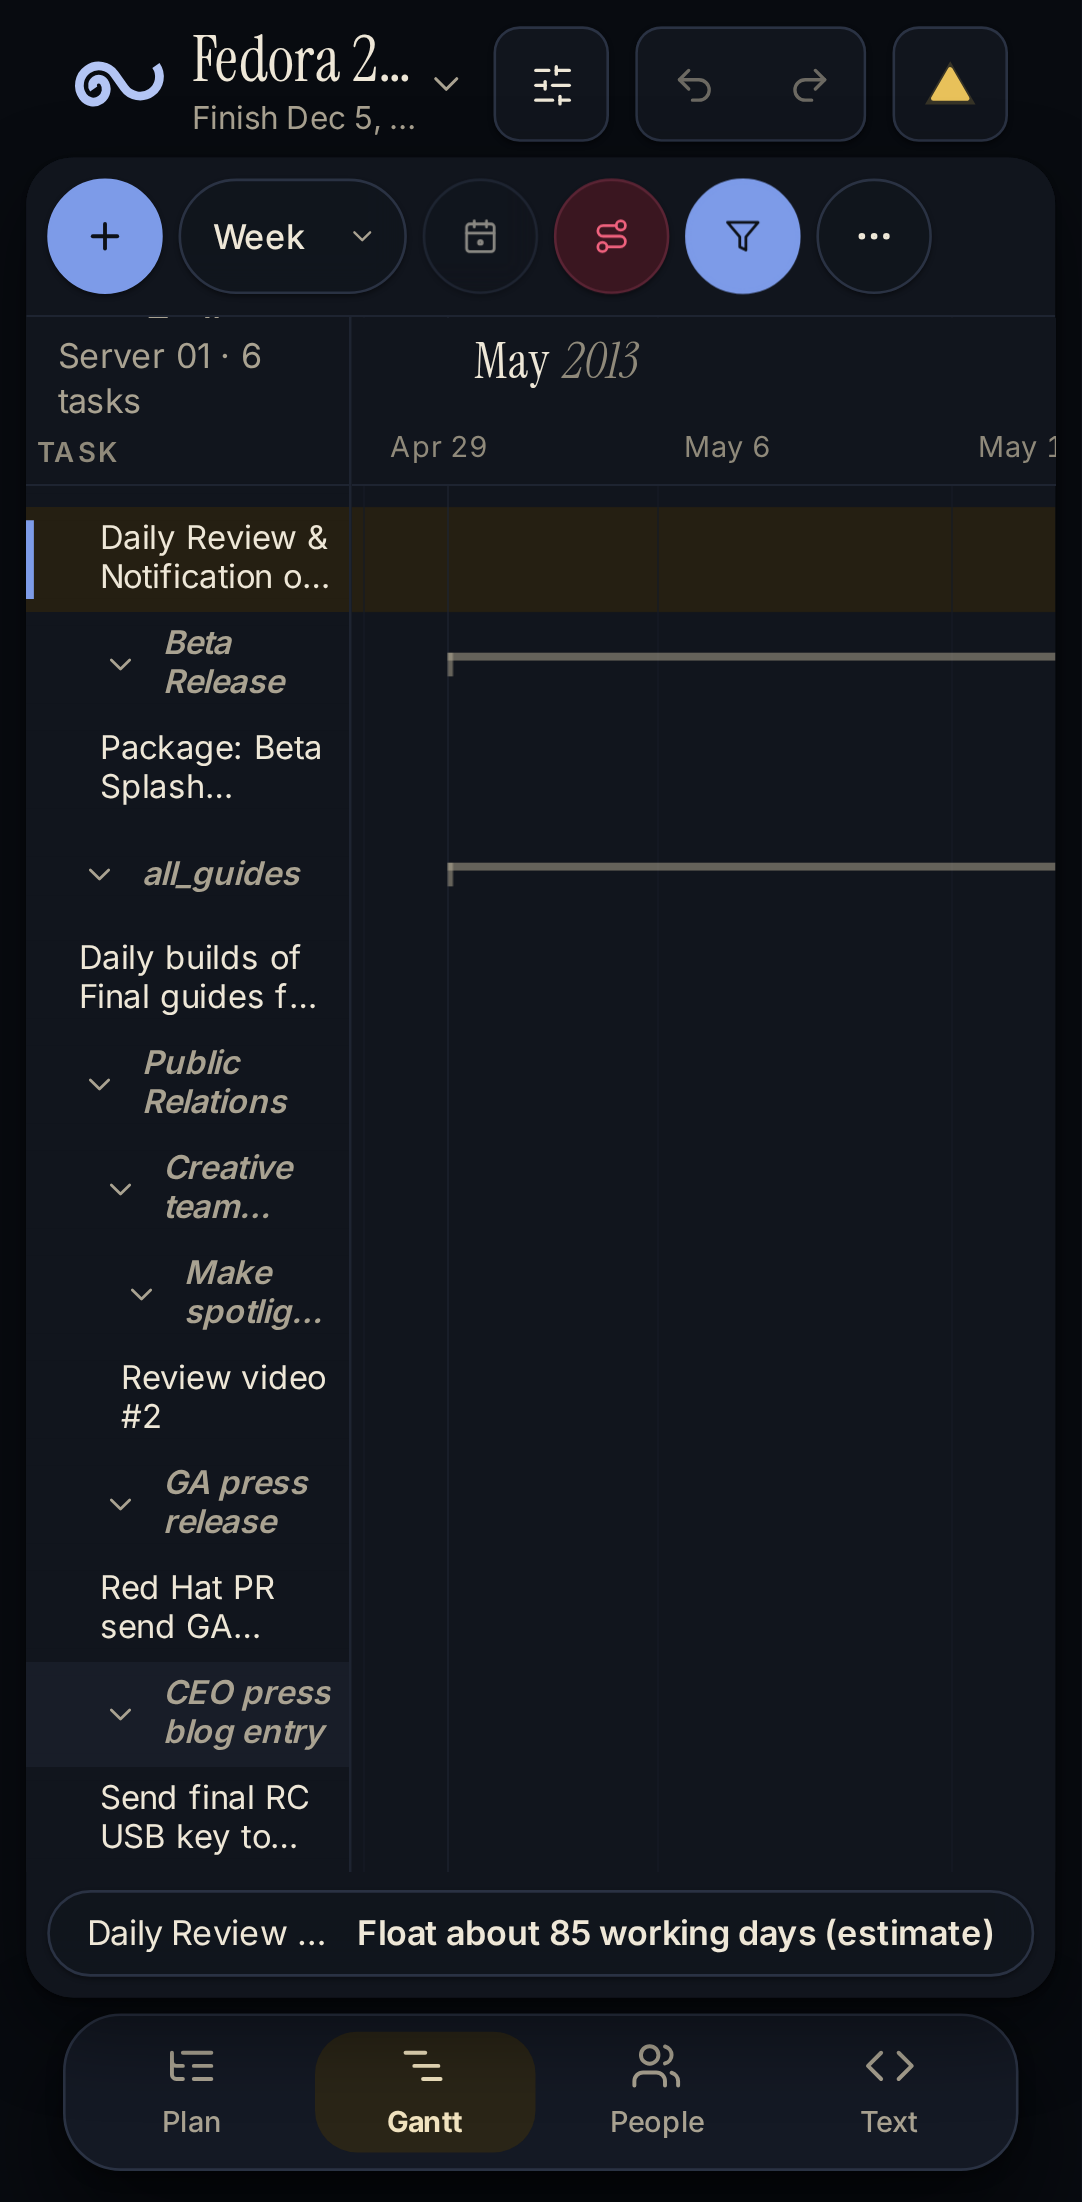 Fedora 2...
Finish Dec 5, ...
Week
Server 01 · 6
tasks
TASK
May 2013
Apr 29
May 6
May 1
Daily Review &
Notification o...
Beta
Release
Package: Beta
Splash...
all_guides
Daily builds of
Final guides f...
Public
Relations
Creative
team...
Make
spotlig...
Review video
#2
GA press
release
Red Hat PR
send GA...
CEO press
blog entry
Send final RC
USB key to...
Daily Review ... Float about 85 working days (estimate)
Plan
Gantt
People
Text